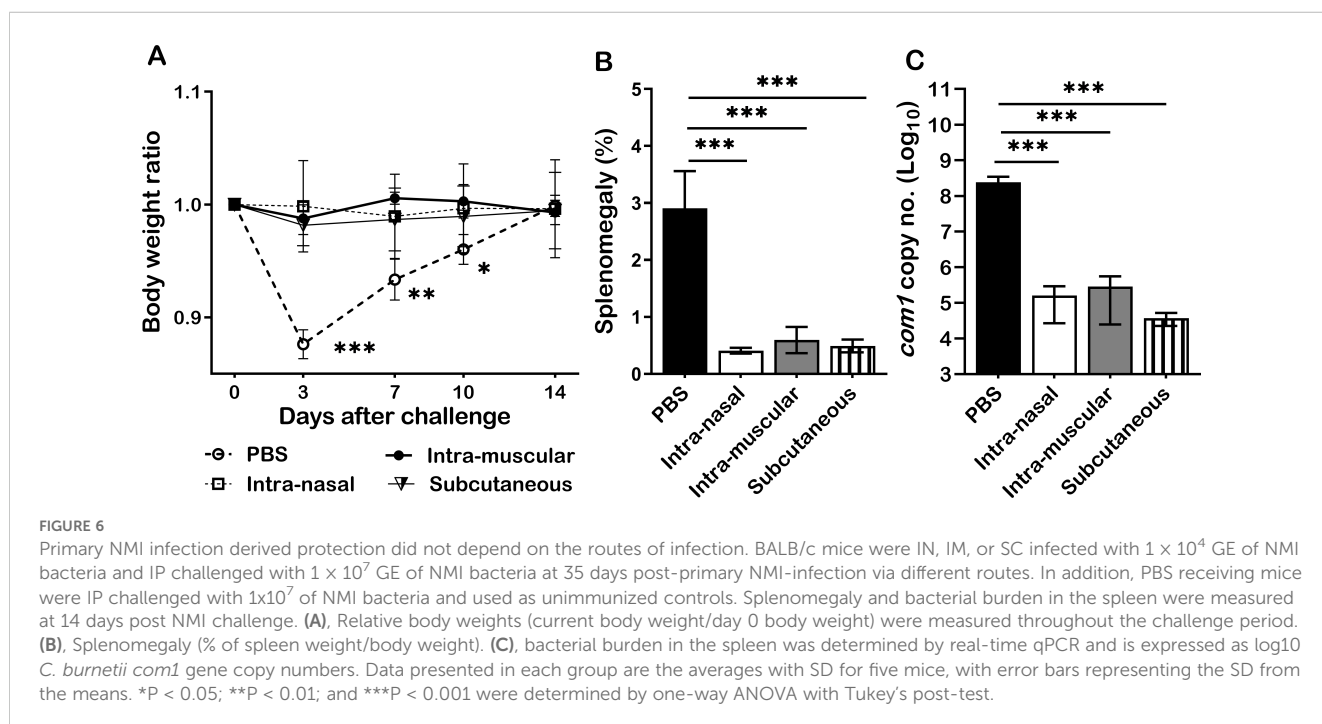 A
Body weight ratio
1.1
1.0
0.9
***
**
*
0 3 7 10 14
Days after challenge
PBS
Intra-muscular
Intra-nasal
Subcutaneous
B
Splenomegaly (%)
5
4
3
2
1
0
***
***
***
PBS
Intra-nasal
Intra-muscular
Subcutaneous
C
com1 copy no. (Log₁₀)
11
10
9
8
7
6
5
4
3
***
***
***
PBS
Intra-nasal
Intra-muscular
Subcutaneous
FIGURE 6
Primary NMI infection derived protection did not depend on the routes of infection. BALB/c mice were IN, IM, or SC infected with 1 × 10⁴ GE of NMI
bacteria and IP challenged with 1 × 10⁷ GE of NMI bacteria at 35 days post-primary NMI-infection via different routes. In addition, PBS receiving mice
were IP challenged with 1x10⁷ of NMI bacteria and used as unimmunized controls. Splenomegaly and bacterial burden in the spleen were measured
at 14 days post NMI challenge. (A), Relative body weights (current body weight/day 0 body weight) were measured throughout the challenge period.
(B), Splenomegaly (% of spleen weight/body weight). (C), bacterial burden in the spleen was determined by real-time qPCR and is expressed as log10
C. burnetii com1 gene copy numbers. Data presented in each group are the averages with SD for five mice, with error bars representing the SD from
the means. *P < 0.05; **P < 0.01; and ***P < 0.001 were determined by one-way ANOVA with Tukey’s post-test.